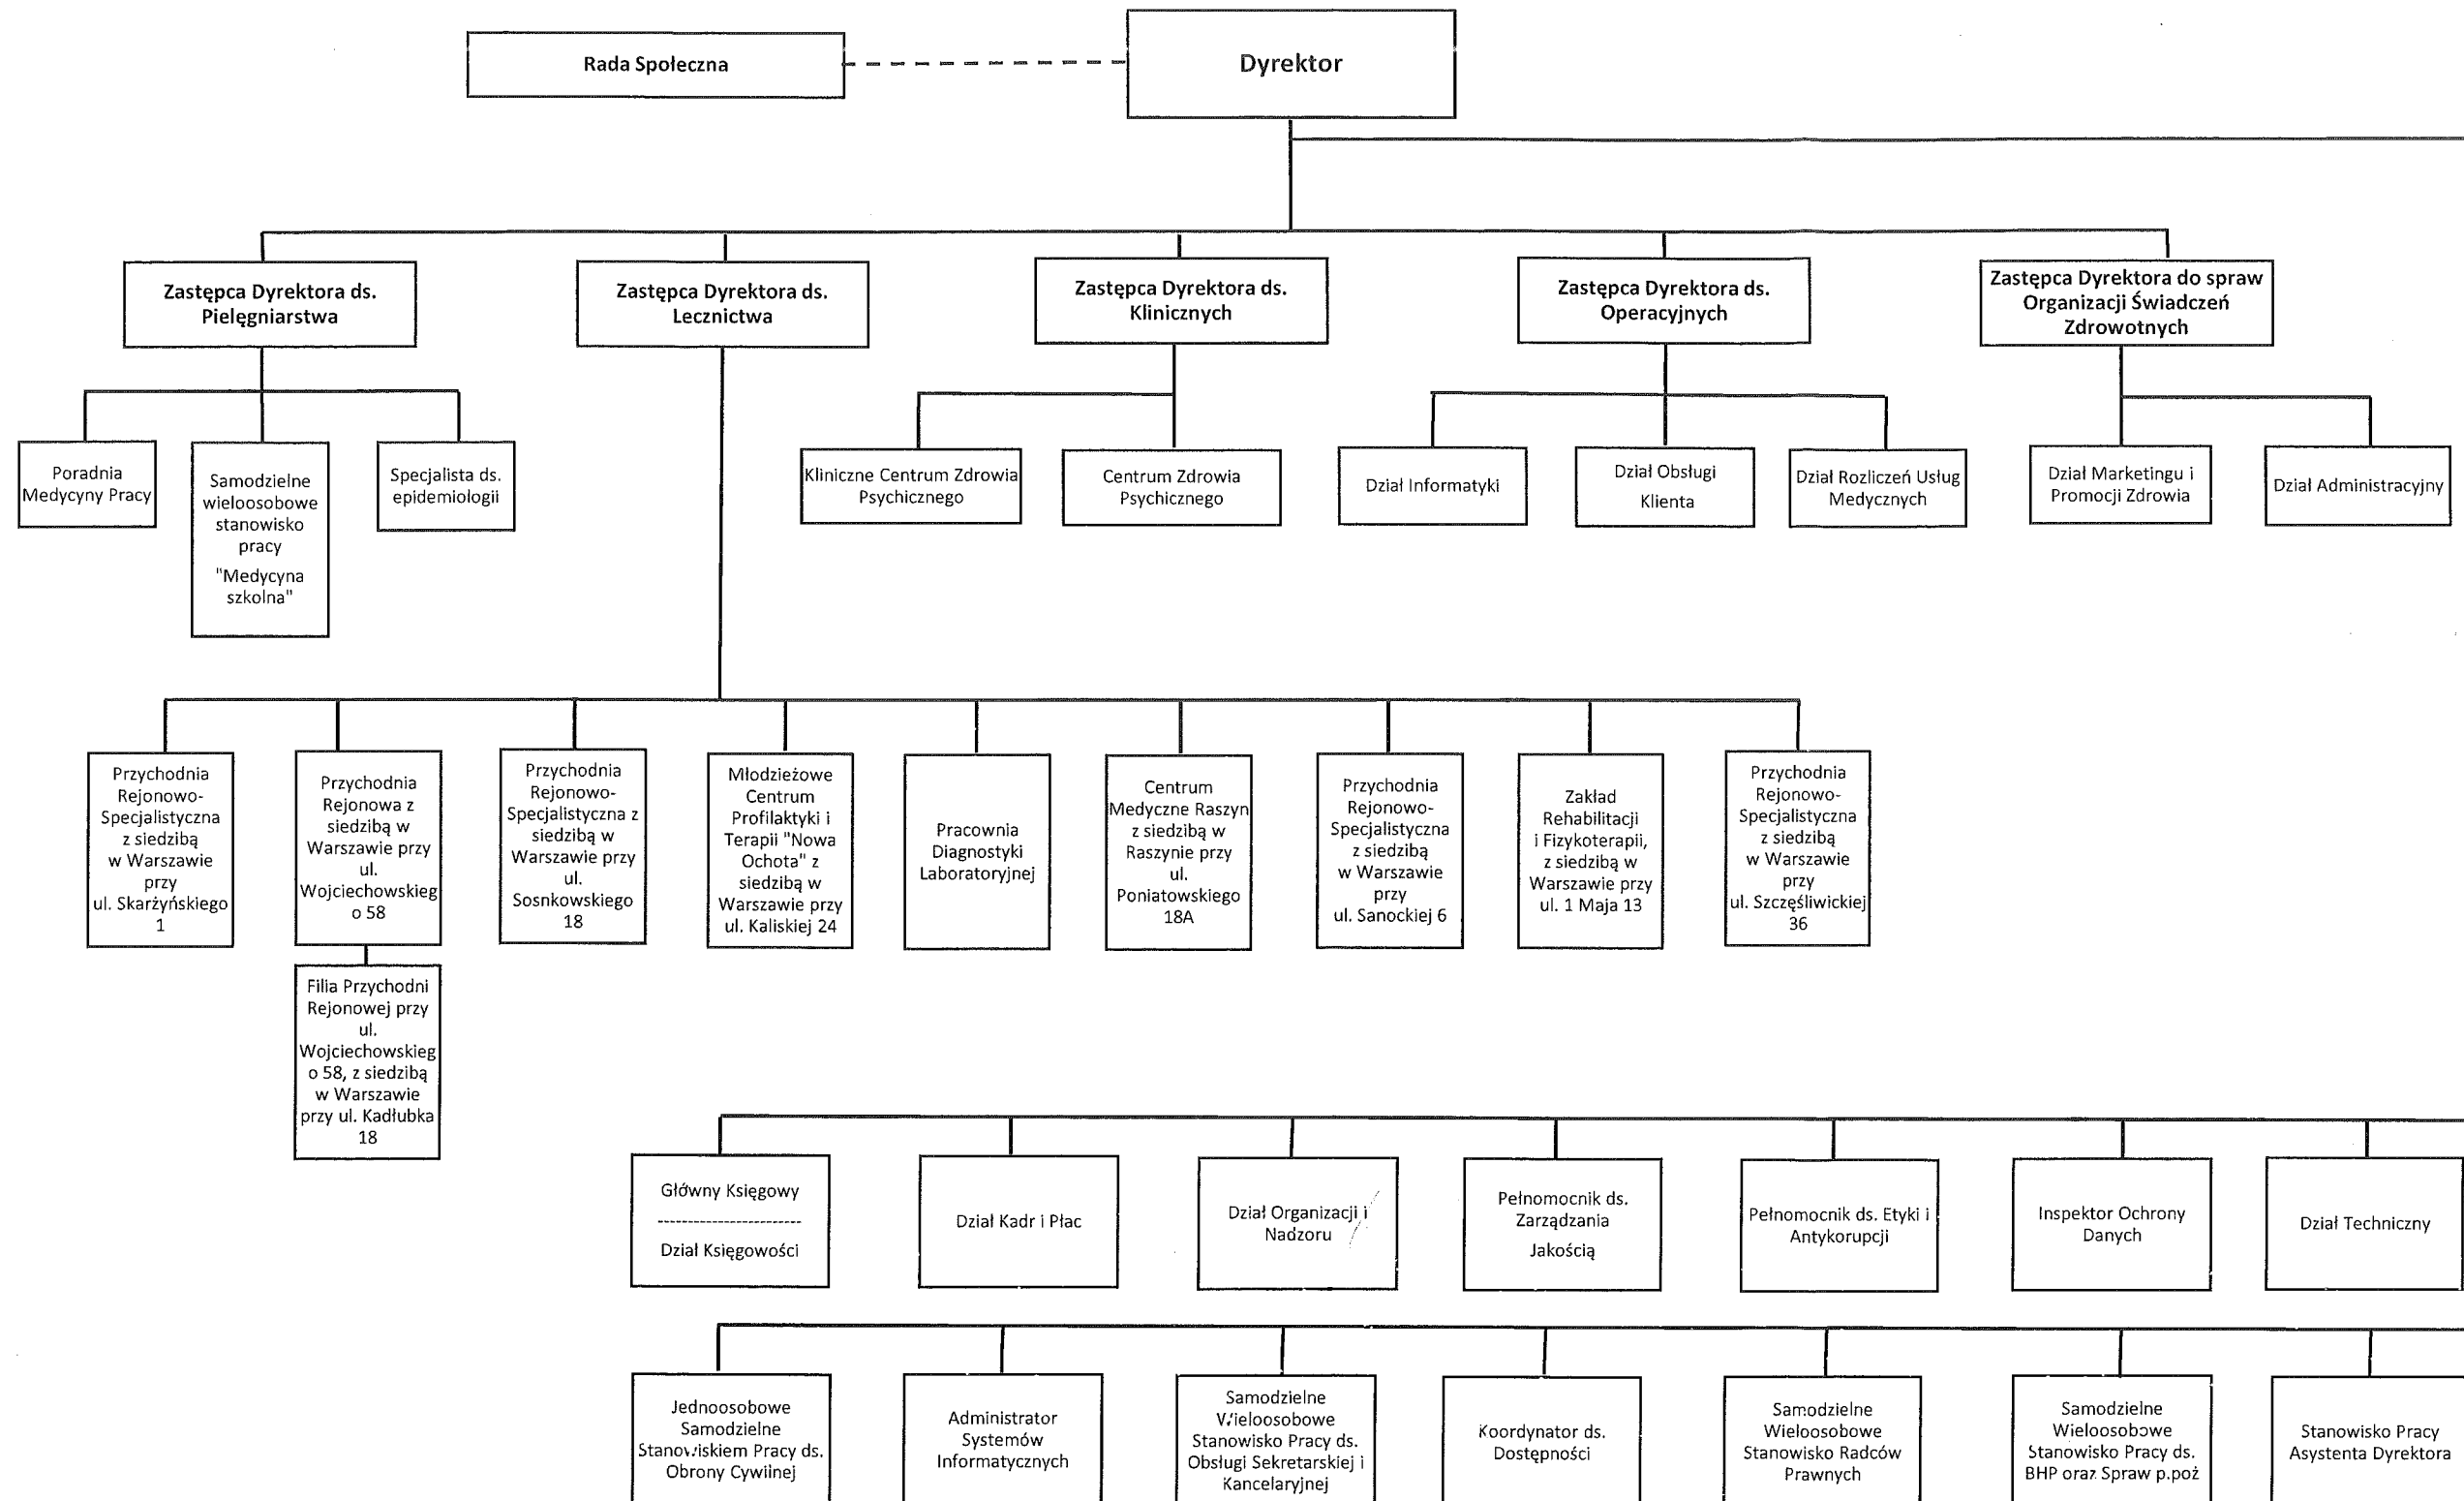 Rada Społeczna
Dyrektor
Zastępca Dyrektora ds.
Pielęgniarstwa
Zastępca Dyrektora ds.
Lecznictwa
Zastępca Dyrektora ds.
Klinicznych
Zastępca Dyrektora ds.
Operacyjnych
Zastępca Dyrektora do spraw
Organizacji Świadczeń
Zdrowotnych
Poradnia
Medycyny Pracy
Samodzielne
wieloosobowe
stanowisko
pracy
"Medycyna
szkolna"
Specjalista ds.
epidemiologii
Kliniczne Centrum Zdrowia
Psychicznego
Centrum Zdrowia
Psychicznego
Dział Informatyki
Dział Obsługi
Klienta
Dział Rozliczeń Usług
Medycznych
Dział Marketingu i
Promocji Zdrowia
Dział Administracyjny
Przychodnia
Rejonowo-
Specjalistyczna
z siedzibą
w Warszawie
przy
ul. Skarżyńskiego
1
Przychodnia
Rejonowa z
siedzibą w
Warszawie przy
ul.
Wojciechowskieg
o 58
Przychodnia
Rejonowo-
Specjalistyczna z
siedzibą w
Warszawie przy
ul.
Sosnkowskiego
18
Młodzieżowe
Centrum
Profilaktyki i
Terapii "Nowa
Ochota" z
siedzibą w
Warszawie przy
ul. Kaliskiej 24
Pracownia
Diagnostyki
Laboratoryjnej
Centrum
Medyczne Raszyn
z siedzibą w
Raszynie przy
ul.
Poniatowskiego
18A
Przychodnia
Rejonowo-
Specjalistyczna
z siedzibą
w Warszawie
przy
ul. Sanockiej 6
Zakład
Rehabilitacji
i Fizykoterapii,
z siedzibą w
Warszawie przy
ul. 1 Maja 13
Przychodnia
Rejonowo-
Specjalistyczna
z siedzibą
w Warszawie
przy
ul. Szczęśliwickiej
36
Filia Przychodni
Rejonowej przy
ul.
Wojciechowskieg
o 58, z siedzibą
w Warszawie
przy ul. Kadłubka
18
Główny Księgowy
------------------------
Dział Księgowości
Dział Kadr i Płac
Dział Organizacji i
Nadzoru
Pełnomocnik ds.
Zarządzania
Jakością
Pełnomocnik ds. Etyki i
Antykorupcji
Inspektor Ochrony
Danych
Dział Techniczny
Jednoosobowe
Samodzielne
Stanowiskiem Pracy ds.
Obrony Cywilnej
Administrator
Systemów
Informatycznych
Samodzielne
Wieloosobowe
Stanowisko Pracy ds.
Obsługi Sekretarskiej i
Kancelaryjnej
Koordynator ds.
Dostępności
Samodzielne
Wieloosobowe
Stanowisko Radców
Prawnych
Samodzielne
Wieloosobowe
Stanowisko Pracy ds.
BHP oraz Spraw p.poż
Stanowisko Pracy
Asystenta Dyrektora